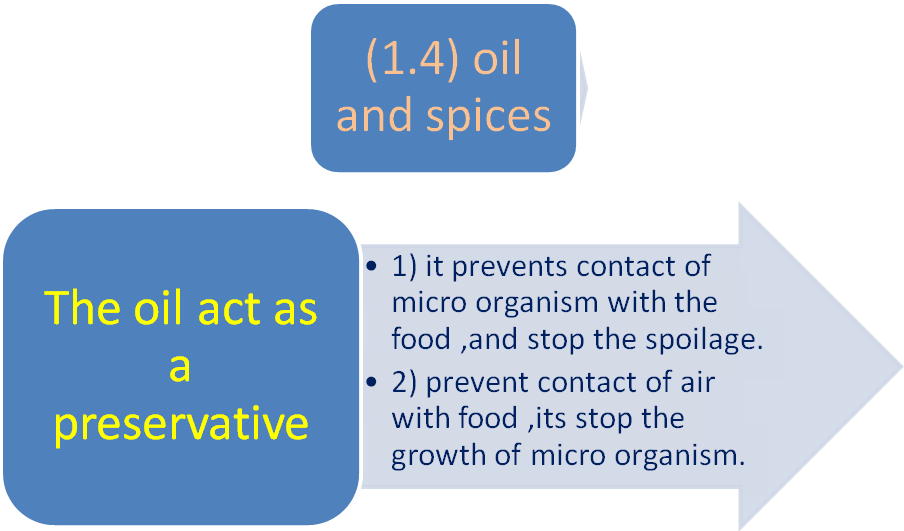 (1.4) oil
and spices
The oil act as
a
preservative
• 1) it prevents contact of
micro organism with the
food ,and stop the spoilage.
• 2) prevent contact of air
with food ,its stop the
growth of micro organism.